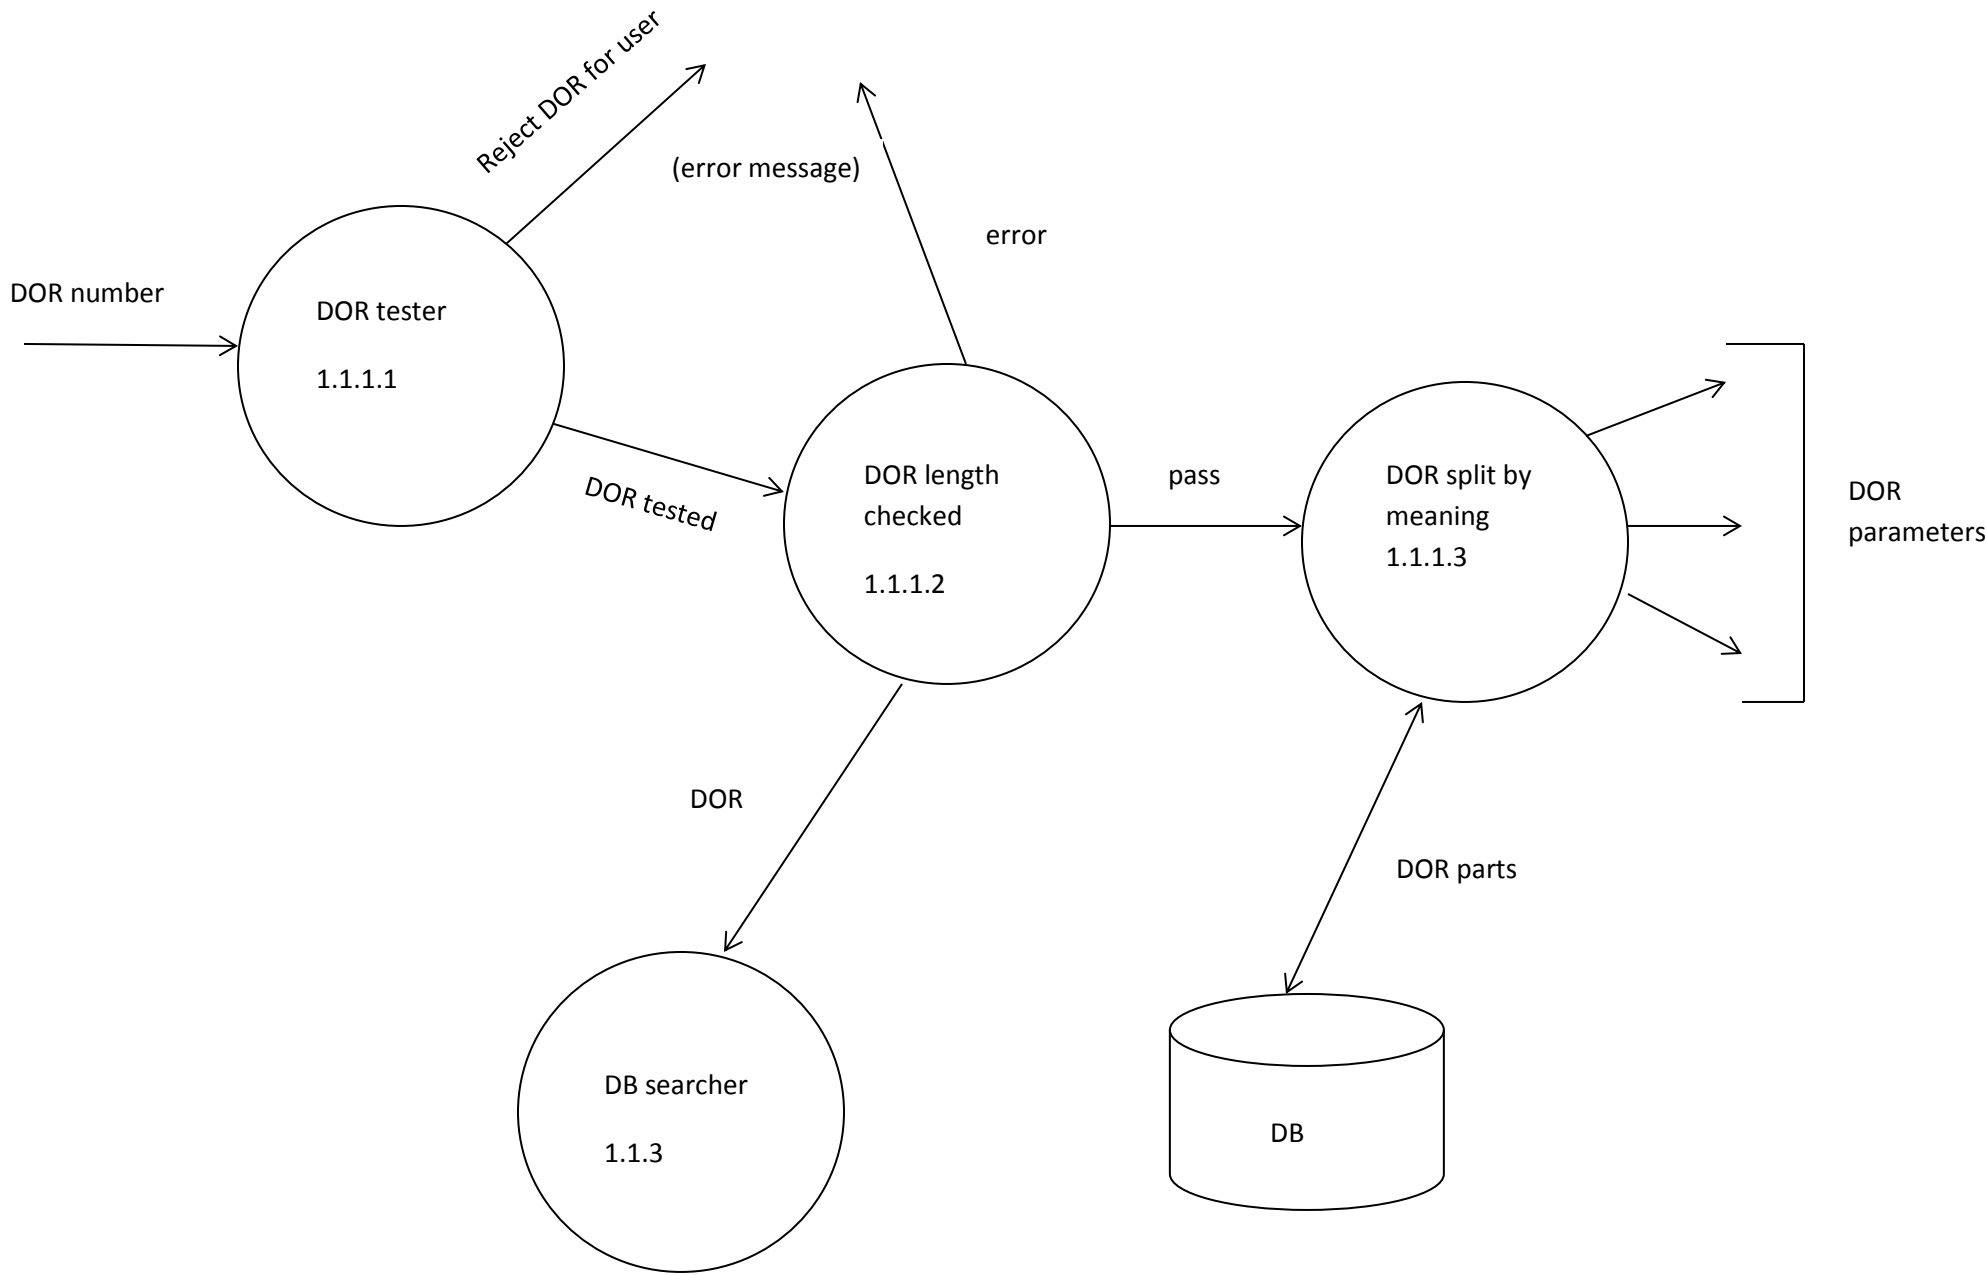 Reject DOR for user
(error message)
error
DOR number
DOR tester
1.1.1.1
DOR tested
DOR length
checked
1.1.1.2
pass
DOR split by
meaning
1.1.1.3
DOR
parameters
DOR
DOR parts
DB searcher
1.1.3
DB